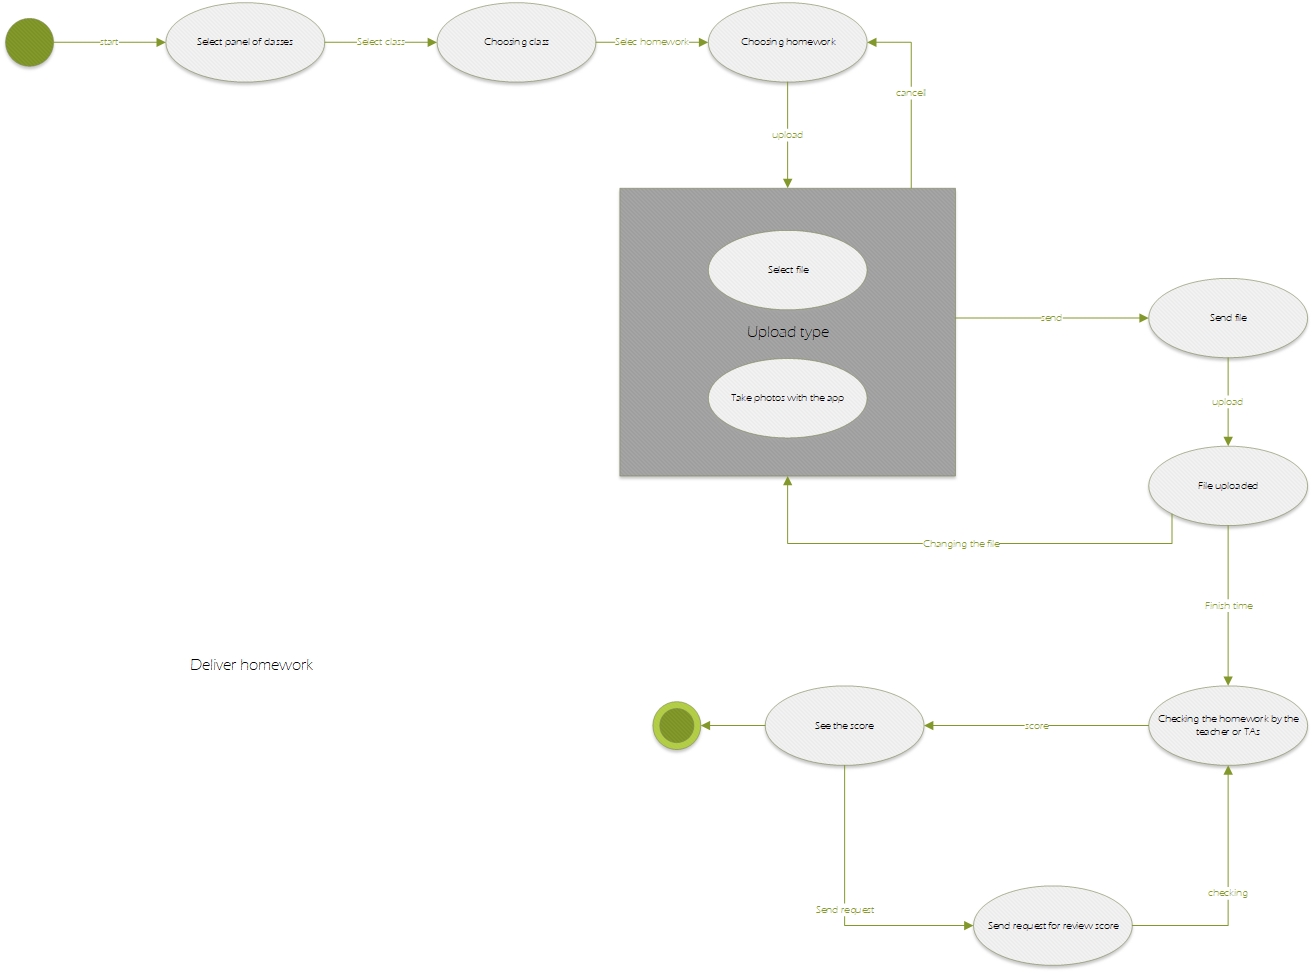 start
Select panel of classes
Select class
Choosing class
Selec homework
Choosing homework
cancell
upload
Select file
Upload type
Take photos with the app
send
Send file
upload
File uploaded
Changing the file
Finish time
Deliver homework
See the score
score
Checking the homework by the
teacher or TAs
Send request
Send request for review score
checking